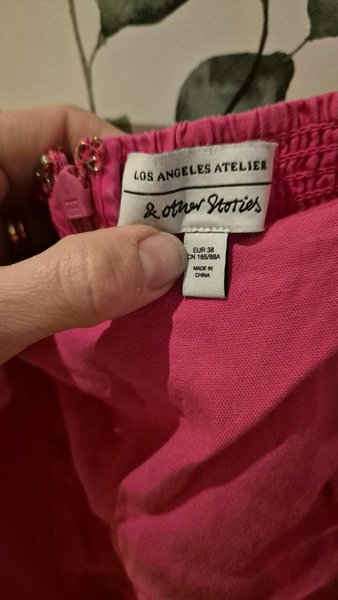 LOS ANGELES ATELIER
& other Stories
EUR 38
CN 165/88A
MADE IN
CHINA